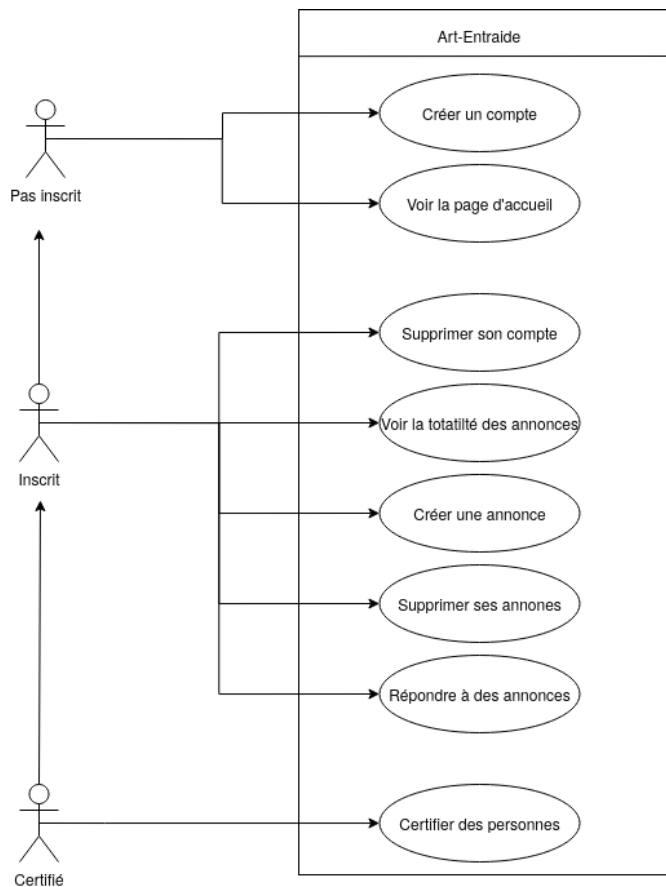 Art-Entraide
Créer un compte
Pas inscrit
Voir la page d'accueil
Supprimer son compte
Voir la totatilté des annonces
Inscrit
Créer une annonce
Supprimer ses annones
Répondre à des annonces
Certifier des personnes
Certifié